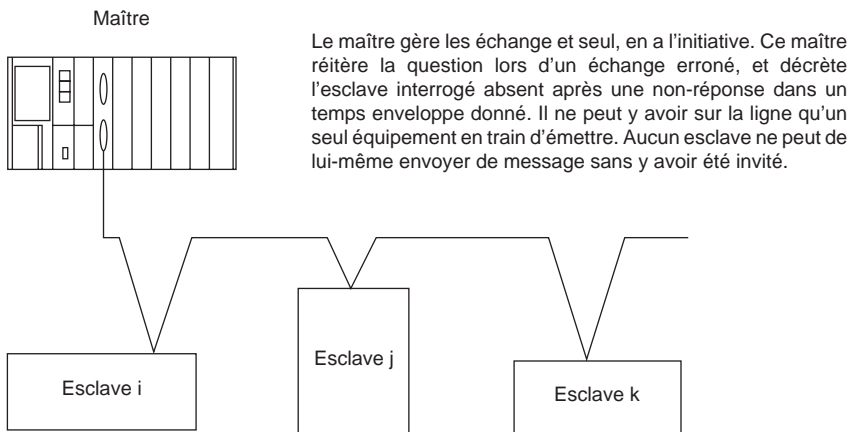 Maître
Le maître gère les échange et seul, en a l'initiative. Ce maître
réitère la question lors d'un échange erroné, et décrète
l'esclave interrogé absent après une non-réponse dans un
temps enveloppe donné. Il ne peut y avoir sur la ligne qu'un
seul équipement en train d'émettre. Aucun esclave ne peut de
lui-même envoyer de message sans y avoir été invité.
Esclave i
Esclave j
Esclave k